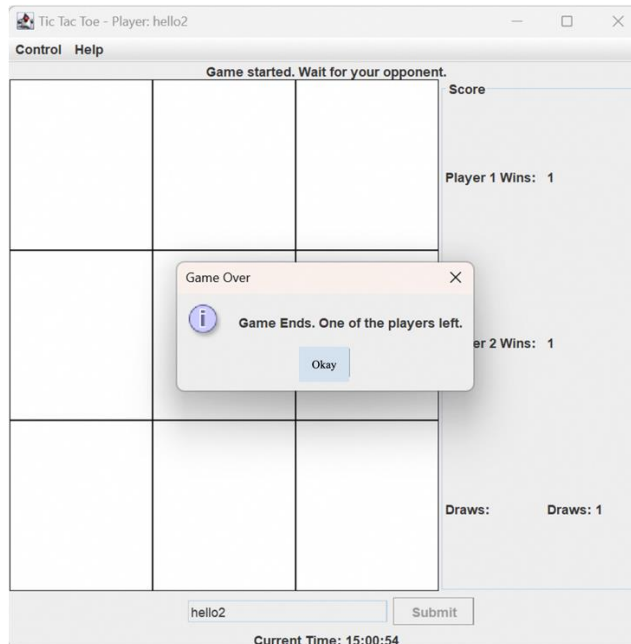 Tic Tac Toe - Player: hello2
Control Help
Game started. Wait for your opponent.
Score
Player 1 Wins: 1
Game Over
Game Ends. One of the players left.
er 2 Wins: 1
Okay
Draws: Draws: 1
hello2 Submit
Current Time: 15:00:54